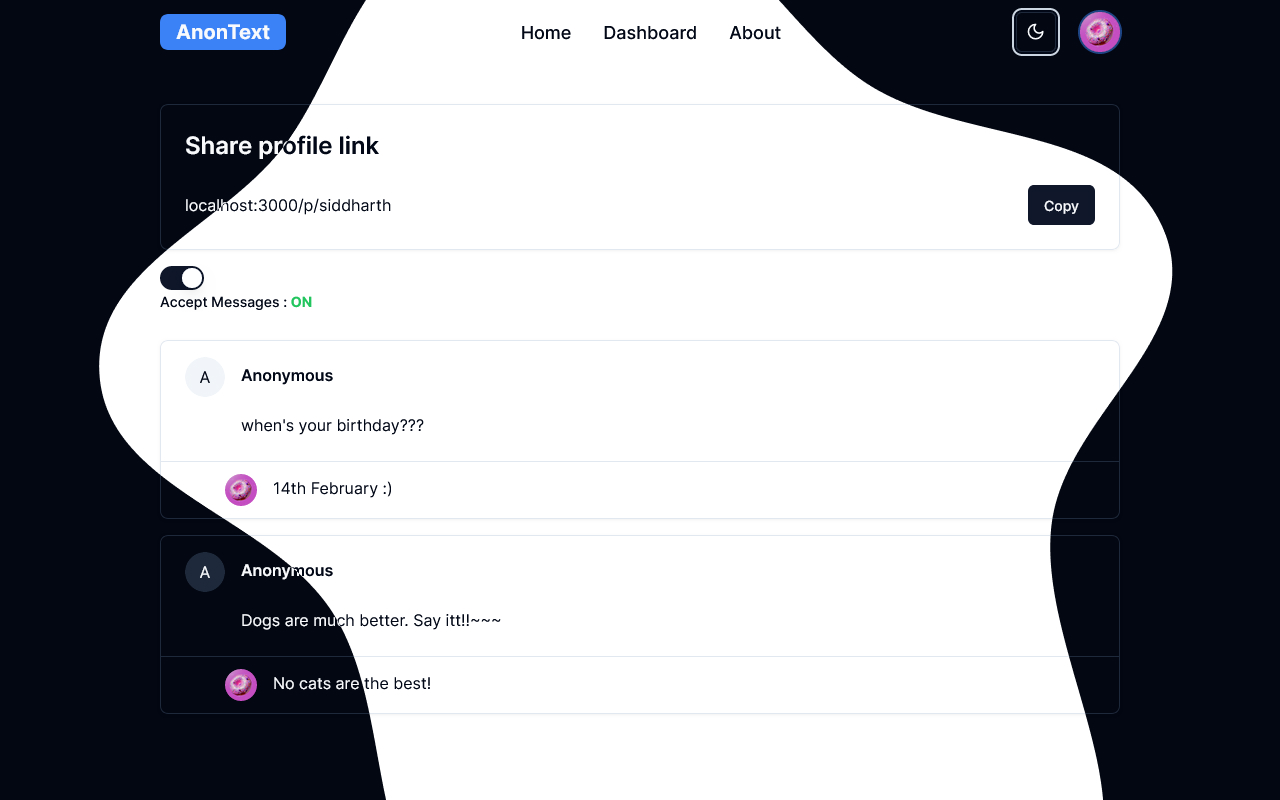 AnonText
Home Dashboard About
Share profile link
localhost:3000/p/siddharth
Copy
Accept Messages : ON
A Anonymous
when's your birthday???
14th February :)
A Anonymous
Dogs are much better. Say itt!!~~~
No cats are the best!